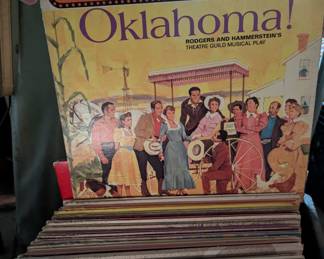 Oklahoma!
RODGERS AND HAMMERSTEIN'S
THEATRE GUILD MUSICAL PLAY